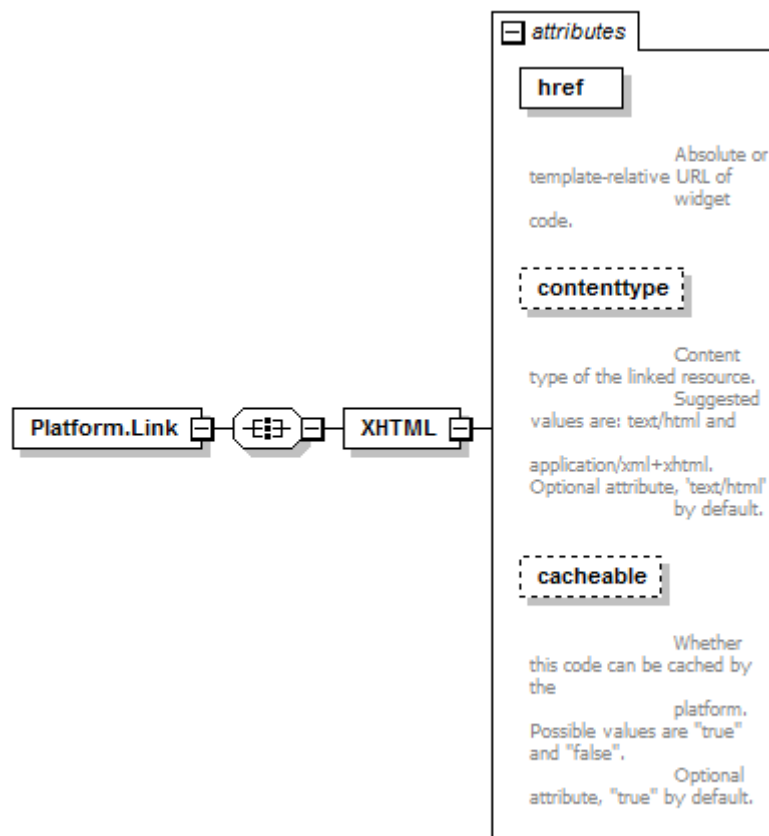 attributes
href
Absolute or
template-relative URL of
widget
code.
contenttype
Content
type of the linked resource.
Suggested
values are: text/html and
application/xml+xhtml.
Optional attribute, 'text/html'
by default.
Platform.Link
XHTML
cacheable
Whether
this code can be cached by
the
platform.
Possible values are "true"
and "false".
Optional
attribute, "true" by default.